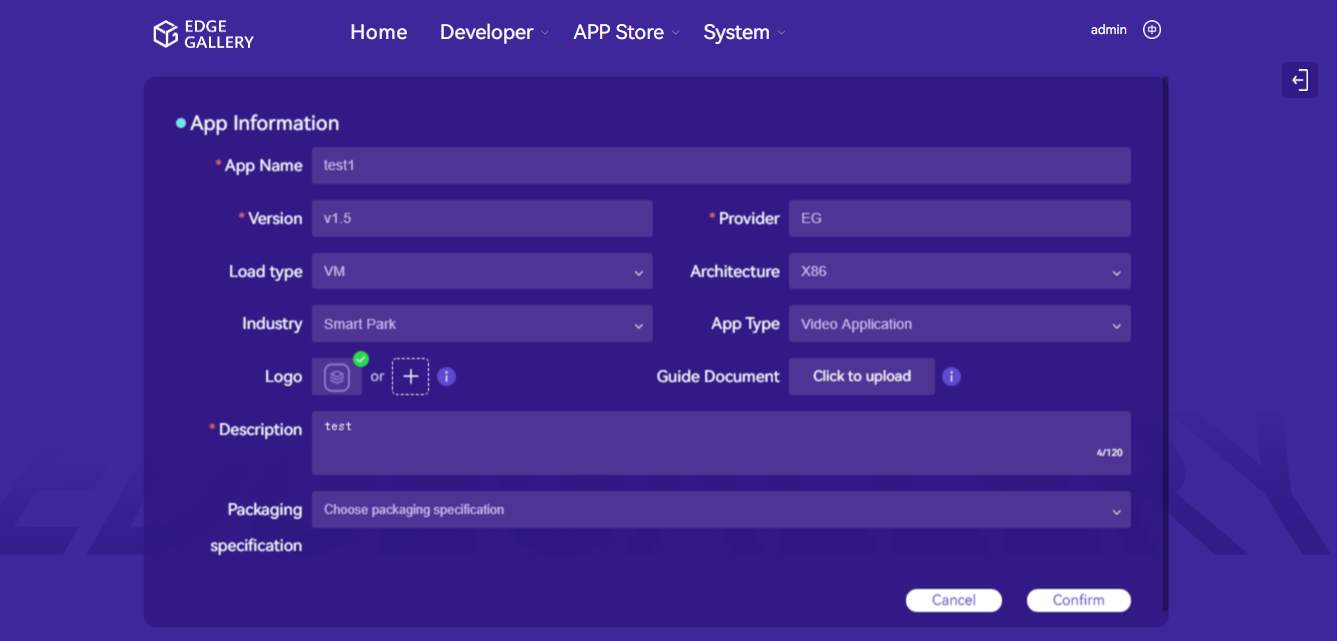 EDGE
GALLERY
Home Developer APP Store System
admin 中
App Information
* App Name test1
* Version v1.5 * Provider EG
Load type VM Architecture X86
Industry Smart Park App Type Video Application
Logo or + i Guide Document Click to upload i
* Description test
4/120
Packaging Choose packaging specification
specification
Cancel Confirm